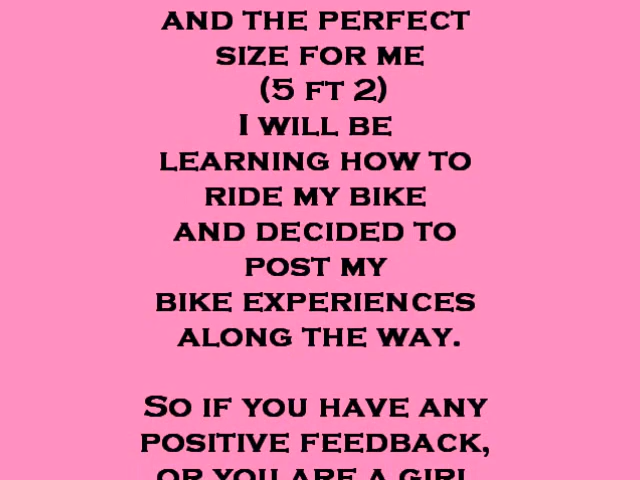 AND THE PERFECT
SIZE FOR ME
(5 FT 2)
I WILL BE
LEARNING HOW TO
RIDE MY BIKE
AND DECIDED TO
POST MY
BIKE EXPERIENCES
ALONG THE WAY.
SO IF YOU HAVE ANY
POSITIVE FEEDBACK,
OR YOU ARE A GIRL